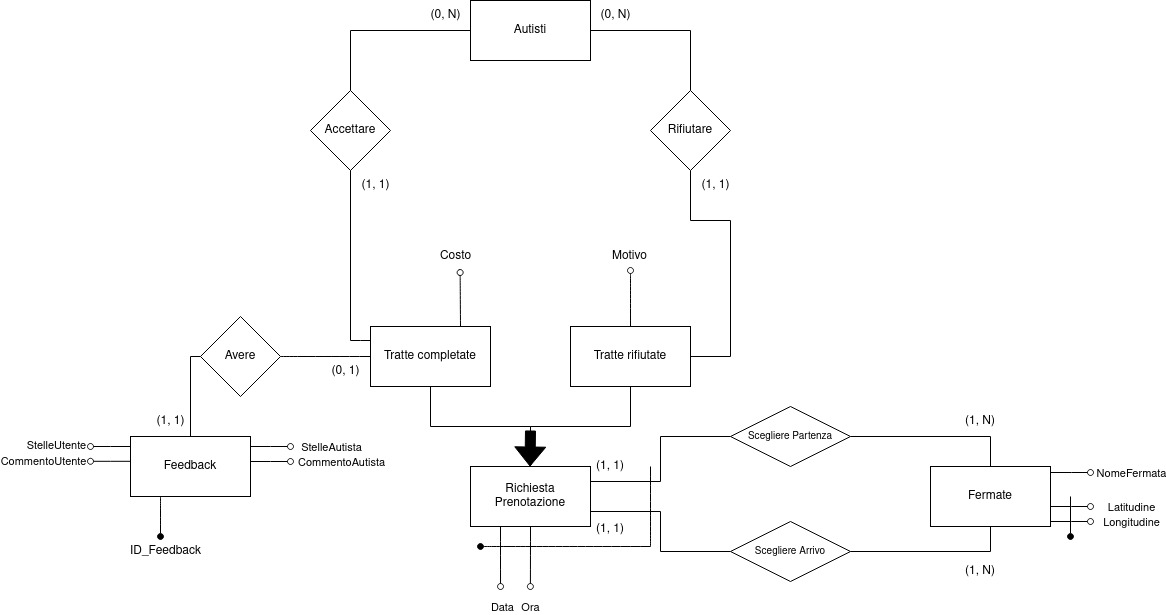 (0, N)
Autisti
(0, N)
Accettare
Rifiutare
(1, 1)
(1, 1)
Costo
Motivo
Avere
Tratte completate
Tratte rifiutate
(0, 1)
(1, 1)
StelleUtente
CommentoUtente
Feedback
StelleAutista
CommentoAutista
ID_Feedback
Richiesta
Prenotazione
(1, 1)
(1, 1)
Data
Ora
Scegliere Partenza
(1, N)
Fermate
NomeFermata
Latitudine
Longitudine
Scegliere Arrivo
(1, N)